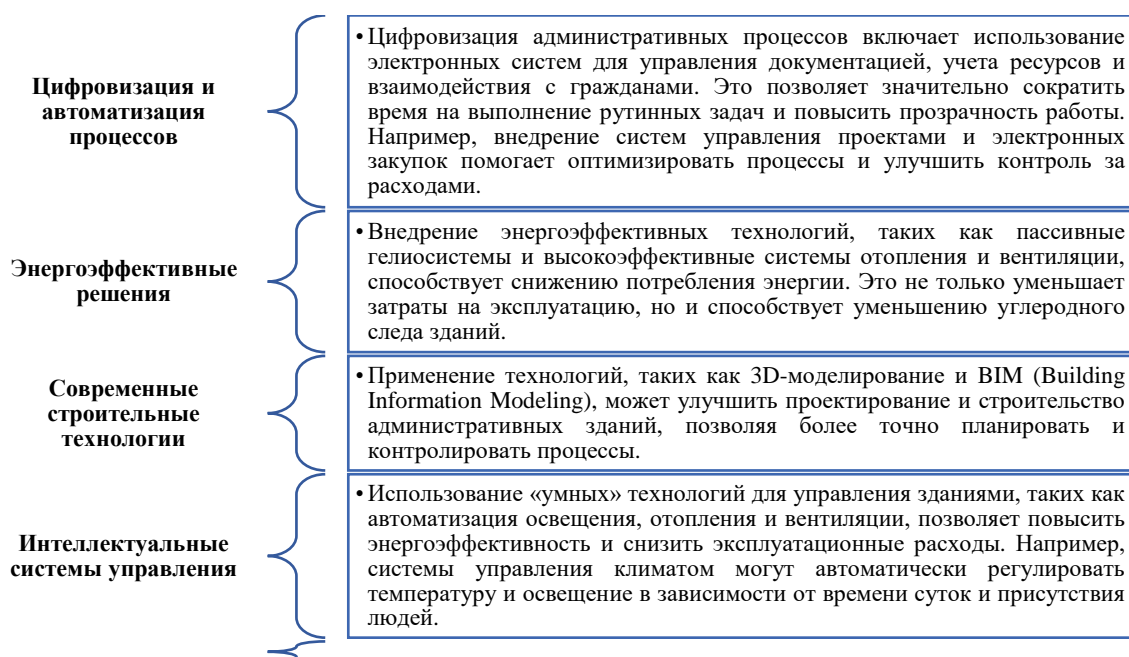 Цифровизация и
автоматизация
процессов
• Цифровизация административных процессов включает использование
электронных систем для управления документацией, учета ресурсов и
взаимодействия с гражданами. Это позволяет значительно сократить
время на выполнение рутинных задач и повысить прозрачность работы.
Например, внедрение систем управления проектами и электронных
закупок помогает оптимизировать процессы и улучшить контроль за
расходами.
Энергоэффективные
решения
• Внедрение энергоэффективных технологий, таких как пассивные
гелиосистемы и высокоэффективные системы отопления и вентиляции,
способствует снижению потребления энергии. Это не только уменьшает
затраты на эксплуатацию, но и способствует уменьшению углеродного
следа зданий.
Современные
строительные
технологии
• Применение технологий, таких как 3D-моделирование и BIM (Building
Information Modeling), может улучшить проектирование и строительство
административных зданий, позволяя более точно планировать и
контролировать процессы.
Интеллектуальные
системы управления
• Использование «умных» технологий для управления зданиями, таких как
автоматизация освещения, отопления и вентиляции, позволяет повысить
энергоэффективность и снизить эксплуатационные расходы. Например,
системы управления климатом могут автоматически регулировать
температуру и освещение в зависимости от времени суток и присутствия
людей.